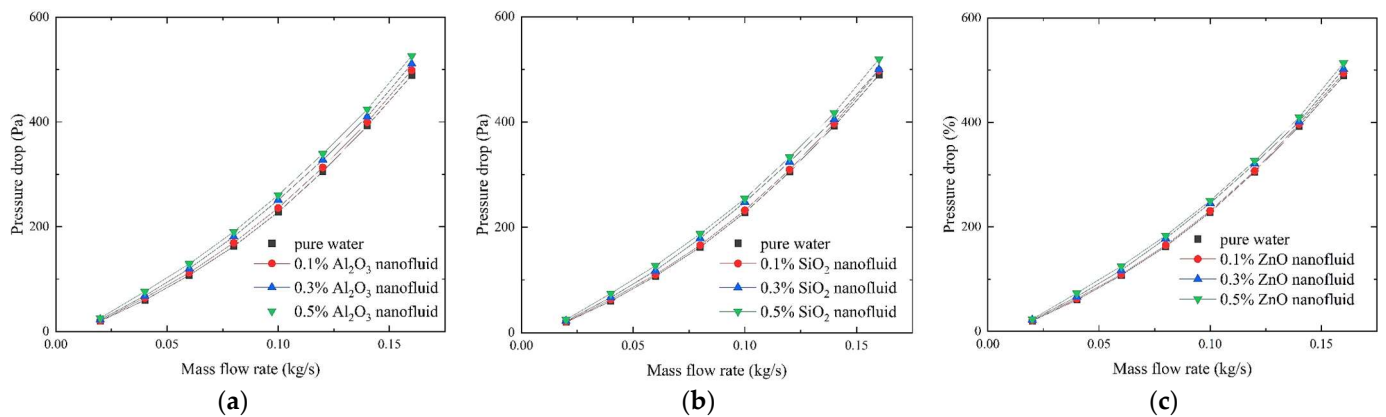 600
400
200
0
Pressure drop (Pa)
pure water
0.1% Al₂O₃ nanofluid
0.3% Al₂O₃ nanofluid
0.5% Al₂O₃ nanofluid
0.00 0.05 0.10 0.15
Mass flow rate (kg/s)
(a)
600
400
200
0
Pressure drop (Pa)
pure water
0.1% SiO₂ nanofluid
0.3% SiO₂ nanofluid
0.5% SiO₂ nanofluid
0.00 0.05 0.10 0.15
Mass flow rate (kg/s)
(b)
600
400
200
0
Pressure drop (%)
pure water
0.1% ZnO nanofluid
0.3% ZnO nanofluid
0.5% ZnO nanofluid
0.00 0.05 0.10 0.15
Mass flow rate (kg/s)
(c)